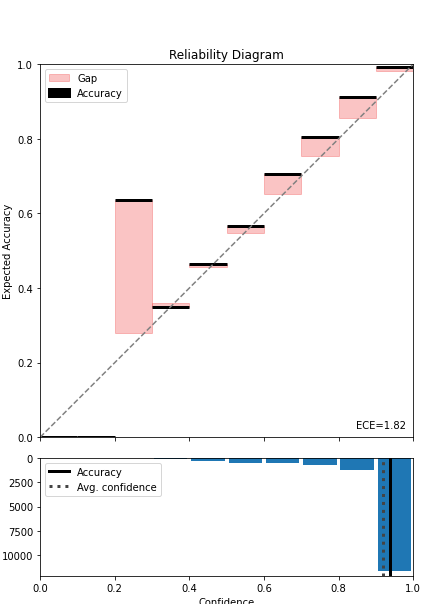 Reliability Diagram
1.0
0.8
0.6
0.4
0.2
0.0
Expected Accuracy
Gap
Accuracy
ECE=1.82
0
2500
5000
7500
10000
Accuracy
Avg. confidence
0.0 0.2 0.4 0.6 0.8 1.0
Confidence